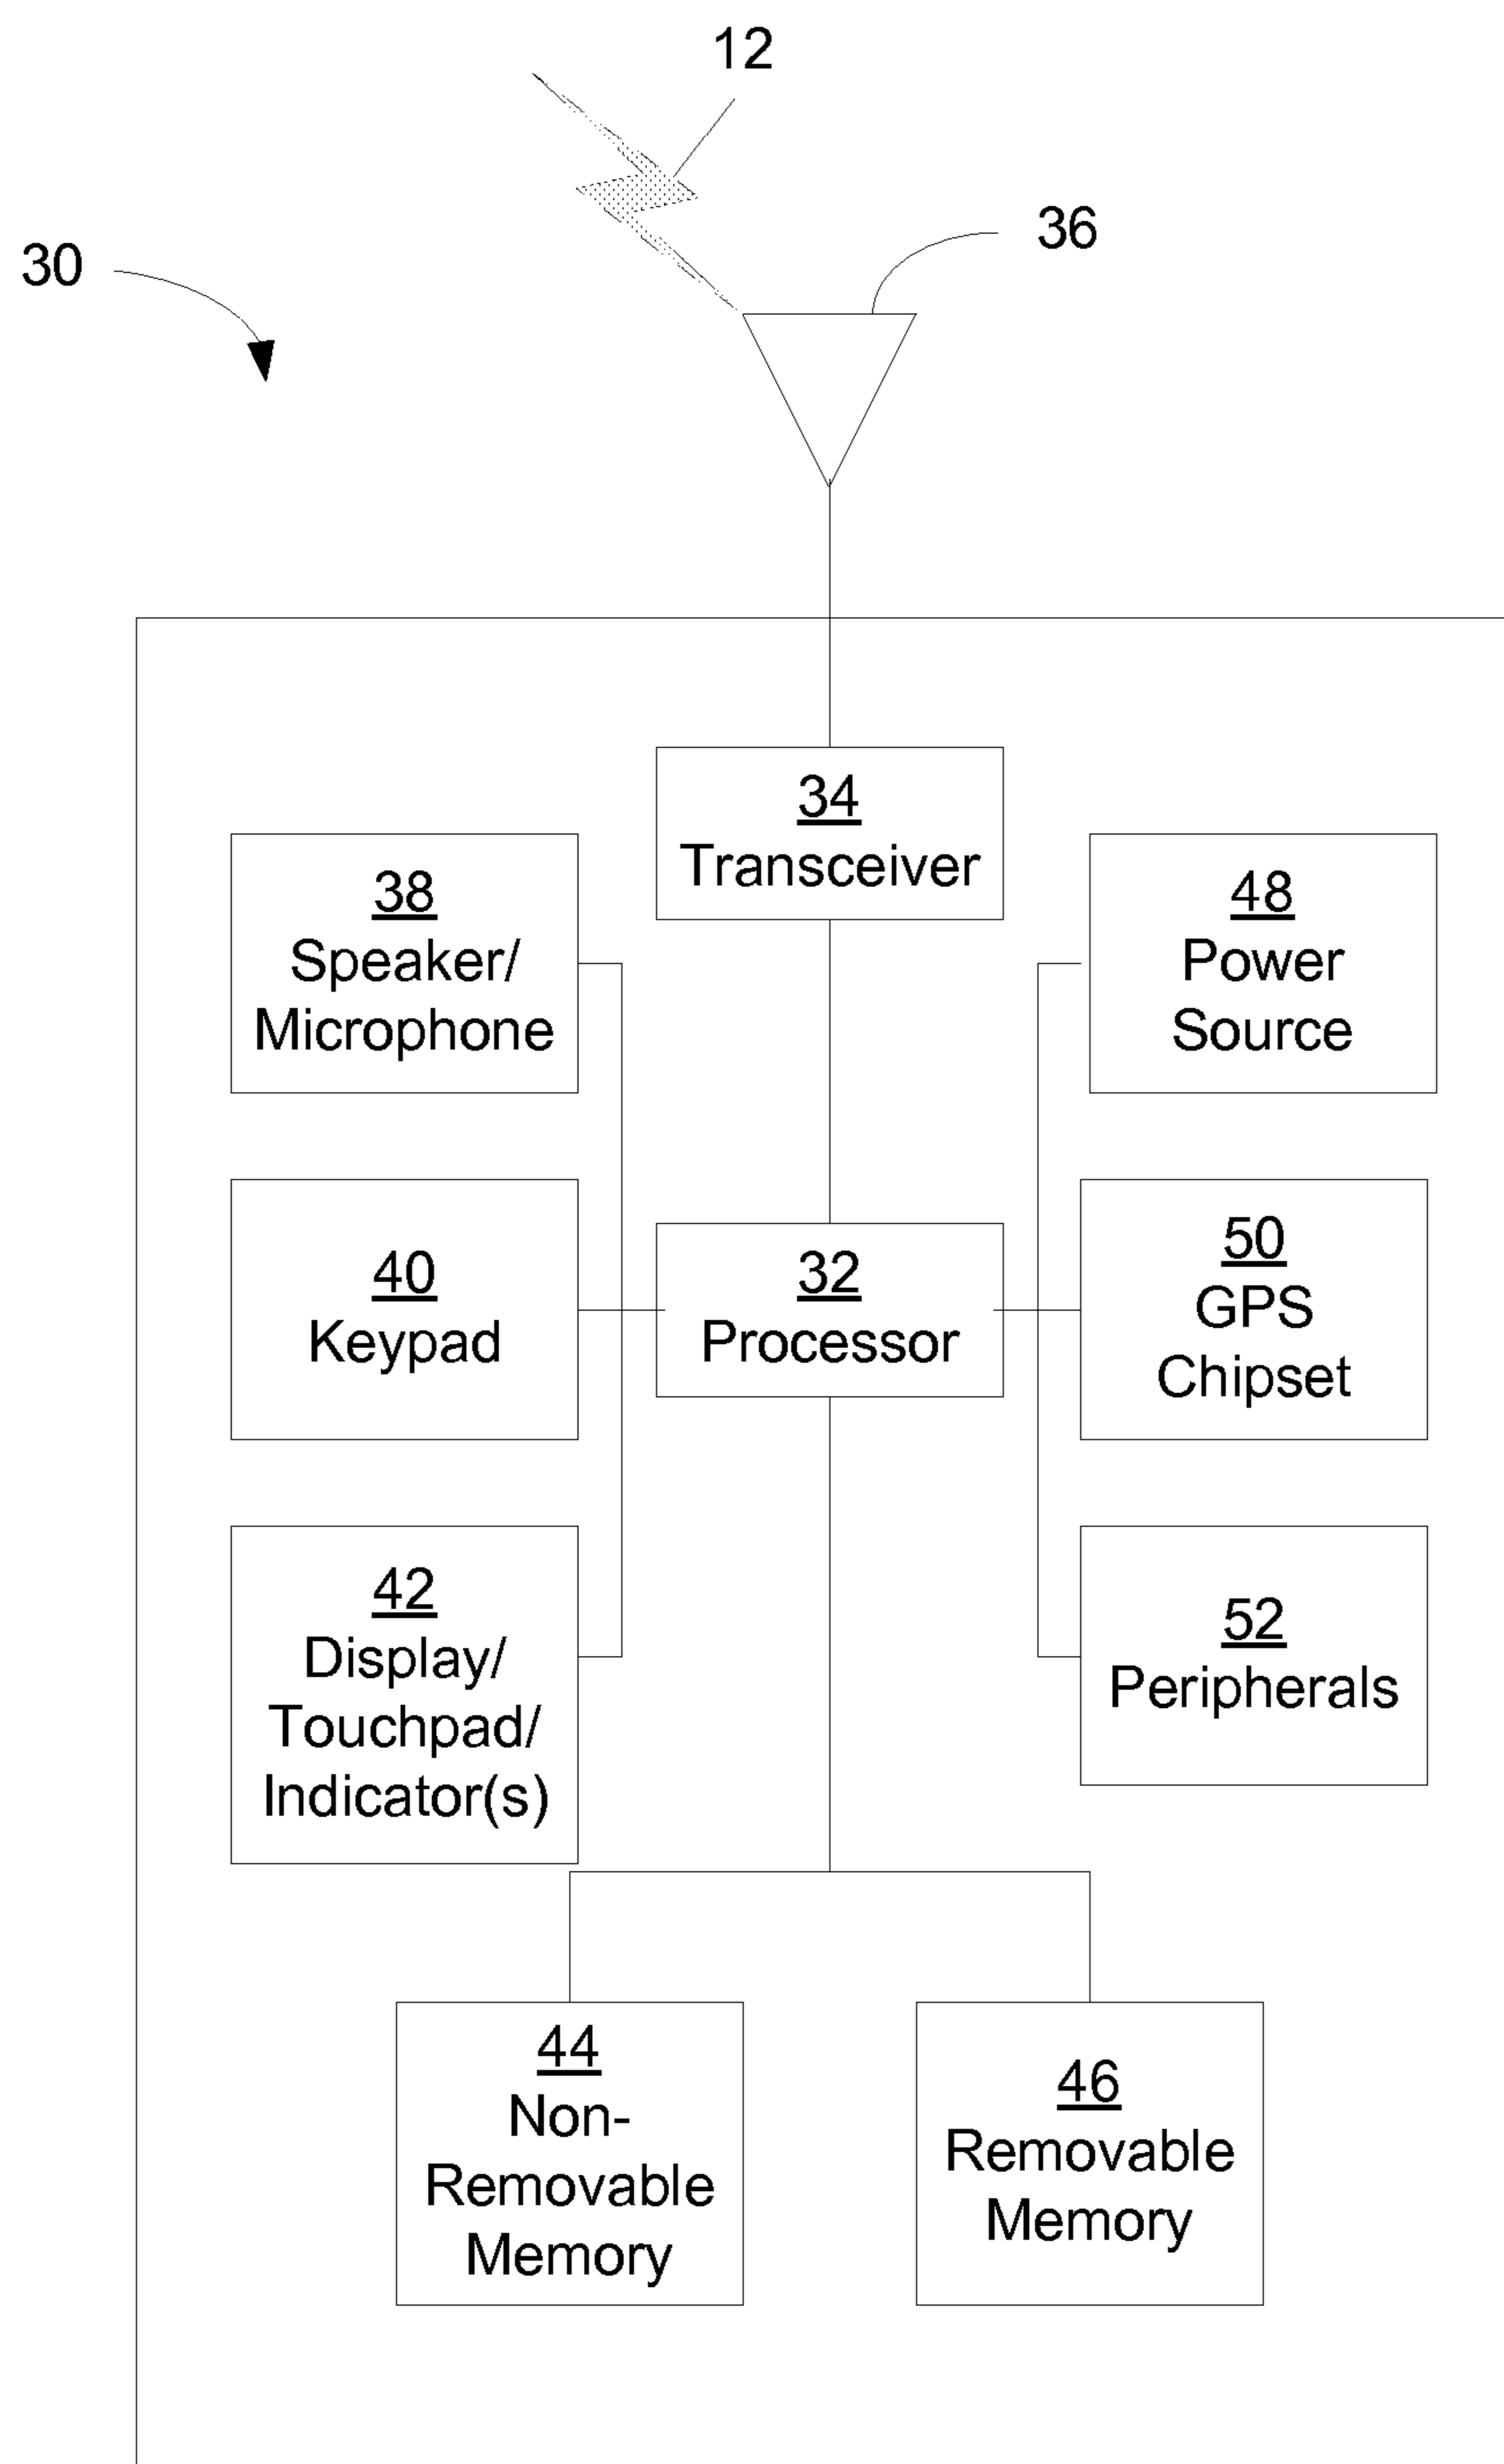 12
36
30
34
Transceiver
38
Speaker/
Microphone
48
Power
Source
40
Keypad
32
Processor
50
GPS
Chipset
42
Display/
Touchpad/
Indicator(s)
52
Peripherals
44
Non-
Removable
Memory
46
Removable
Memory